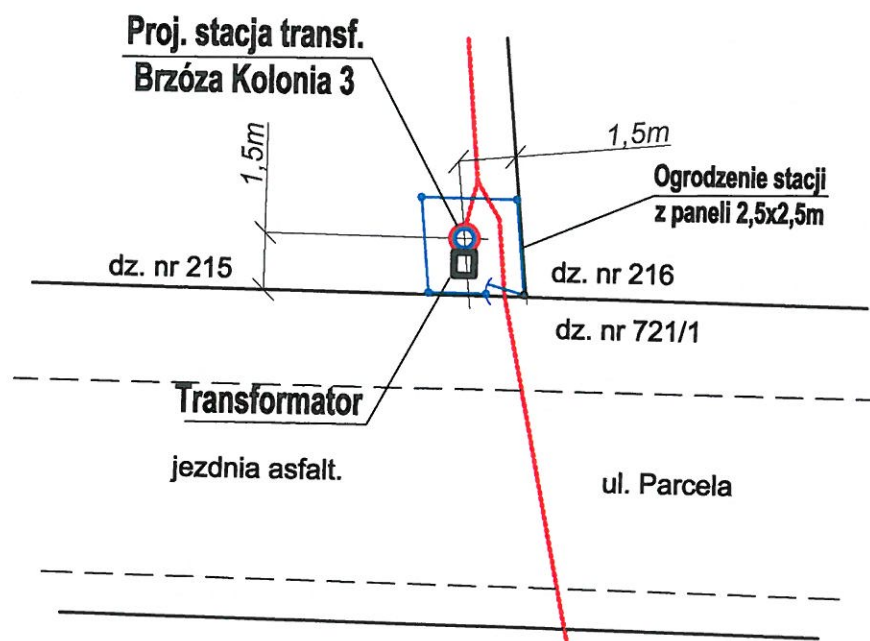 Proj. stacja transf.
Brzóza Kolonia 3
1,5m
1,5m
Ogrodzenie stacji
z paneli 2,5x2,5m
dz. nr 215
dz. nr 216
dz. nr 721/1
Transformator
jezdnia asfalt.
ul. Parcela